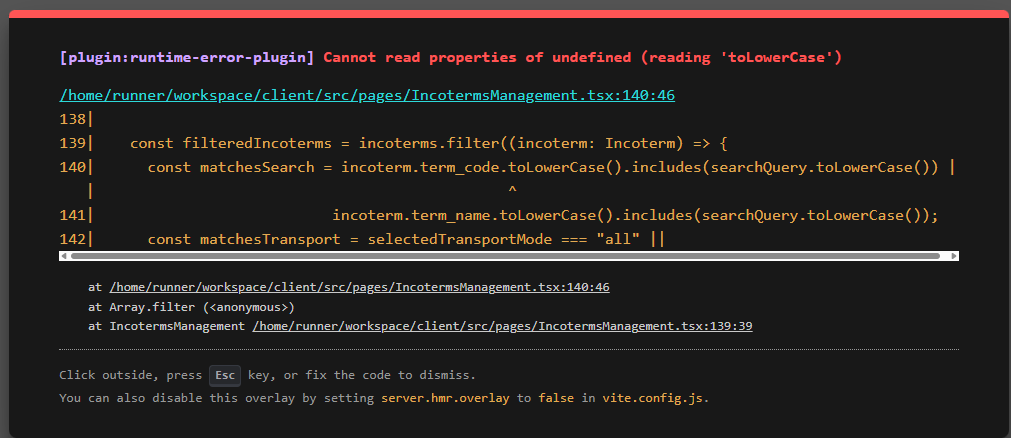 [plugin:runtime-error-plugin] Cannot read properties of undefined (reading 'toLowerCase')
/home/runner/workspace/client/src/pages/IncotermsManagement.tsx:140:46
138|
139|    const filteredIncoterms = incoterms.filter((incoterm: Incoterm) => {
140|      const matchesSearch = incoterm.term_code.toLowerCase().includes(searchQuery.toLowerCase()) |
|                                              ^
141|                          incoterm.term_name.toLowerCase().includes(searchQuery.toLowerCase());
142|      const matchesTransport = selectedTransportMode === "all" ||
at /home/runner/workspace/client/src/pages/IncotermsManagement.tsx:140:46
at Array.filter (<anonymous>)
at IncotermsManagement /home/runner/workspace/client/src/pages/IncotermsManagement.tsx:139:39
Click outside, press Esc key, or fix the code to dismiss.
You can also disable this overlay by setting server.hmr.overlay to false in vite.config.js.